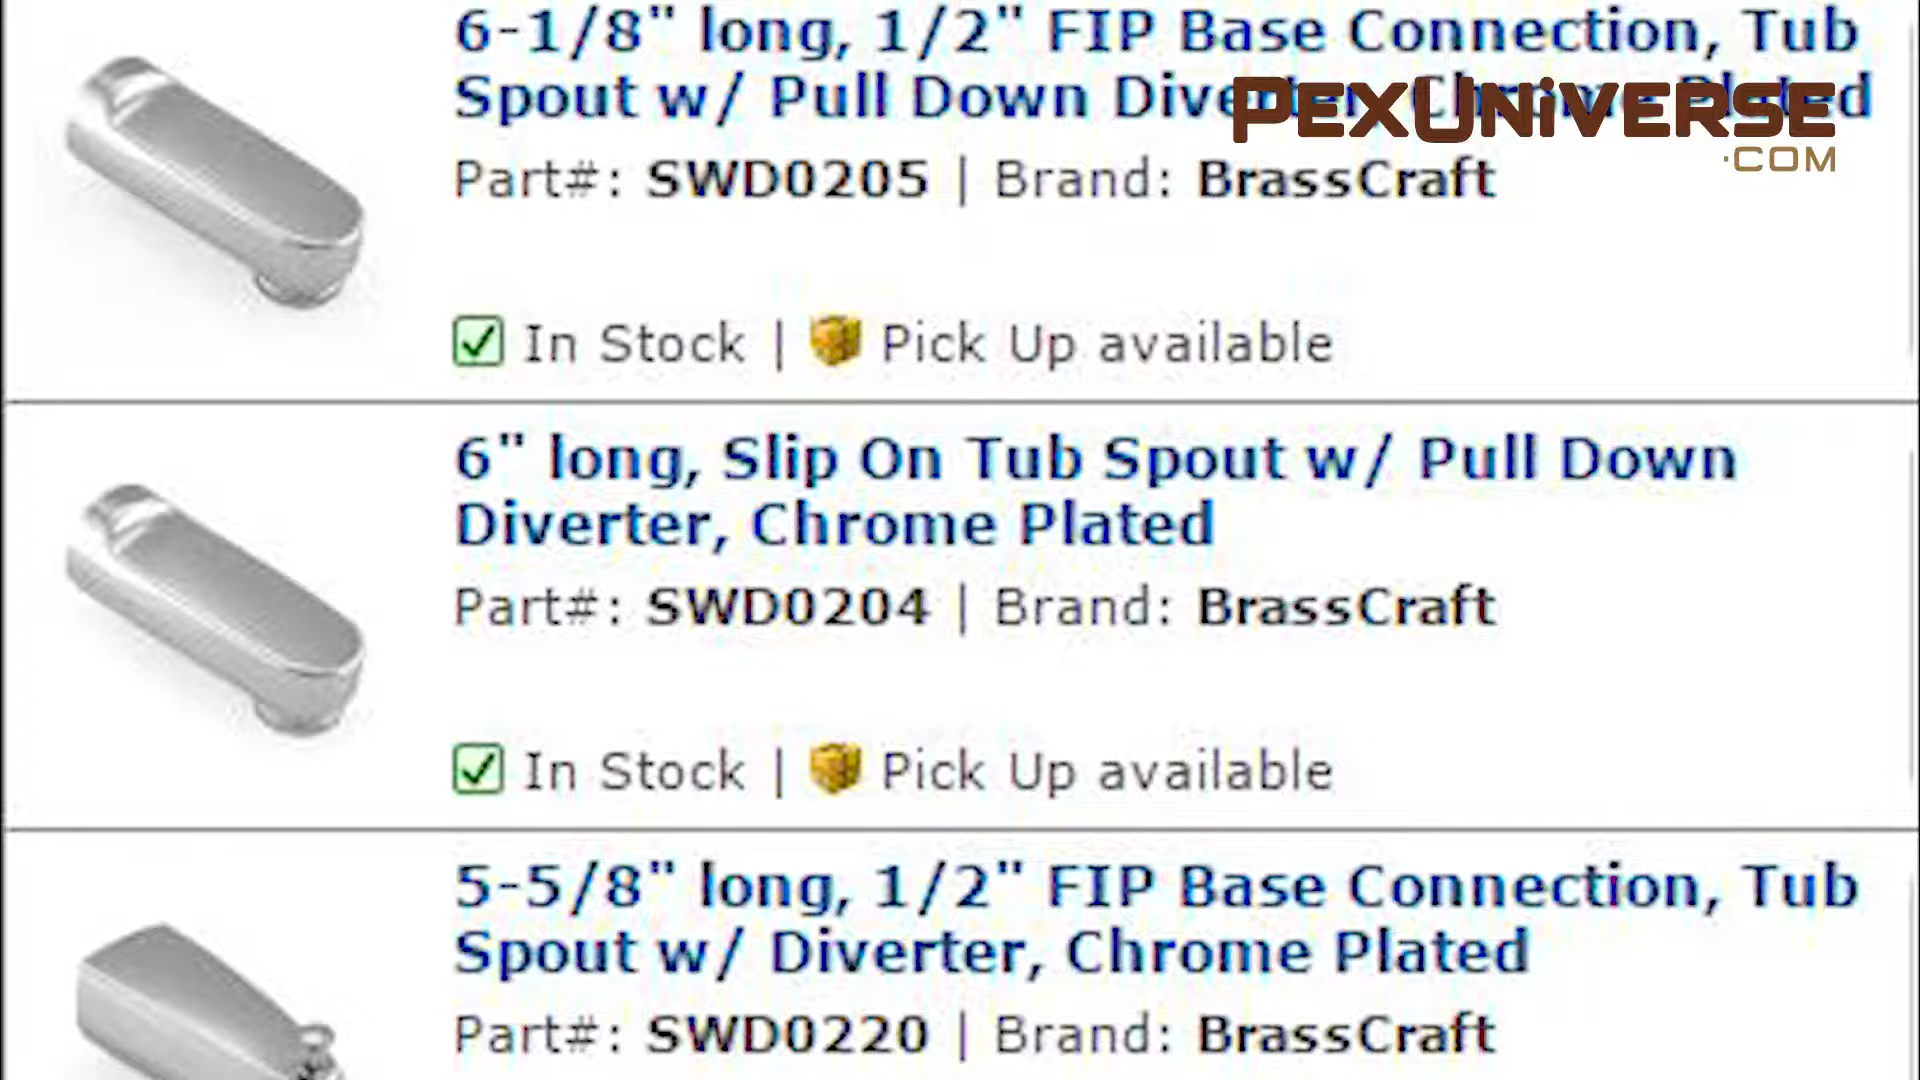 6-1/8" long, 1/2" FIP Base Connection, Tub
Spout w/ Pull Down Diverter, Chrome Plated
PEXUNiVERSE
.COM
Part#: SWD0205 | Brand: BrassCraft
In Stock | Pick Up available
6" long, Slip On Tub Spout w/ Pull Down
Diverter, Chrome Plated
Part#: SWD0204 | Brand: BrassCraft
In Stock | Pick Up available
5-5/8" long, 1/2" FIP Base Connection, Tub
Spout w/ Diverter, Chrome Plated
Part#: SWD0220 | Brand: BrassCraft